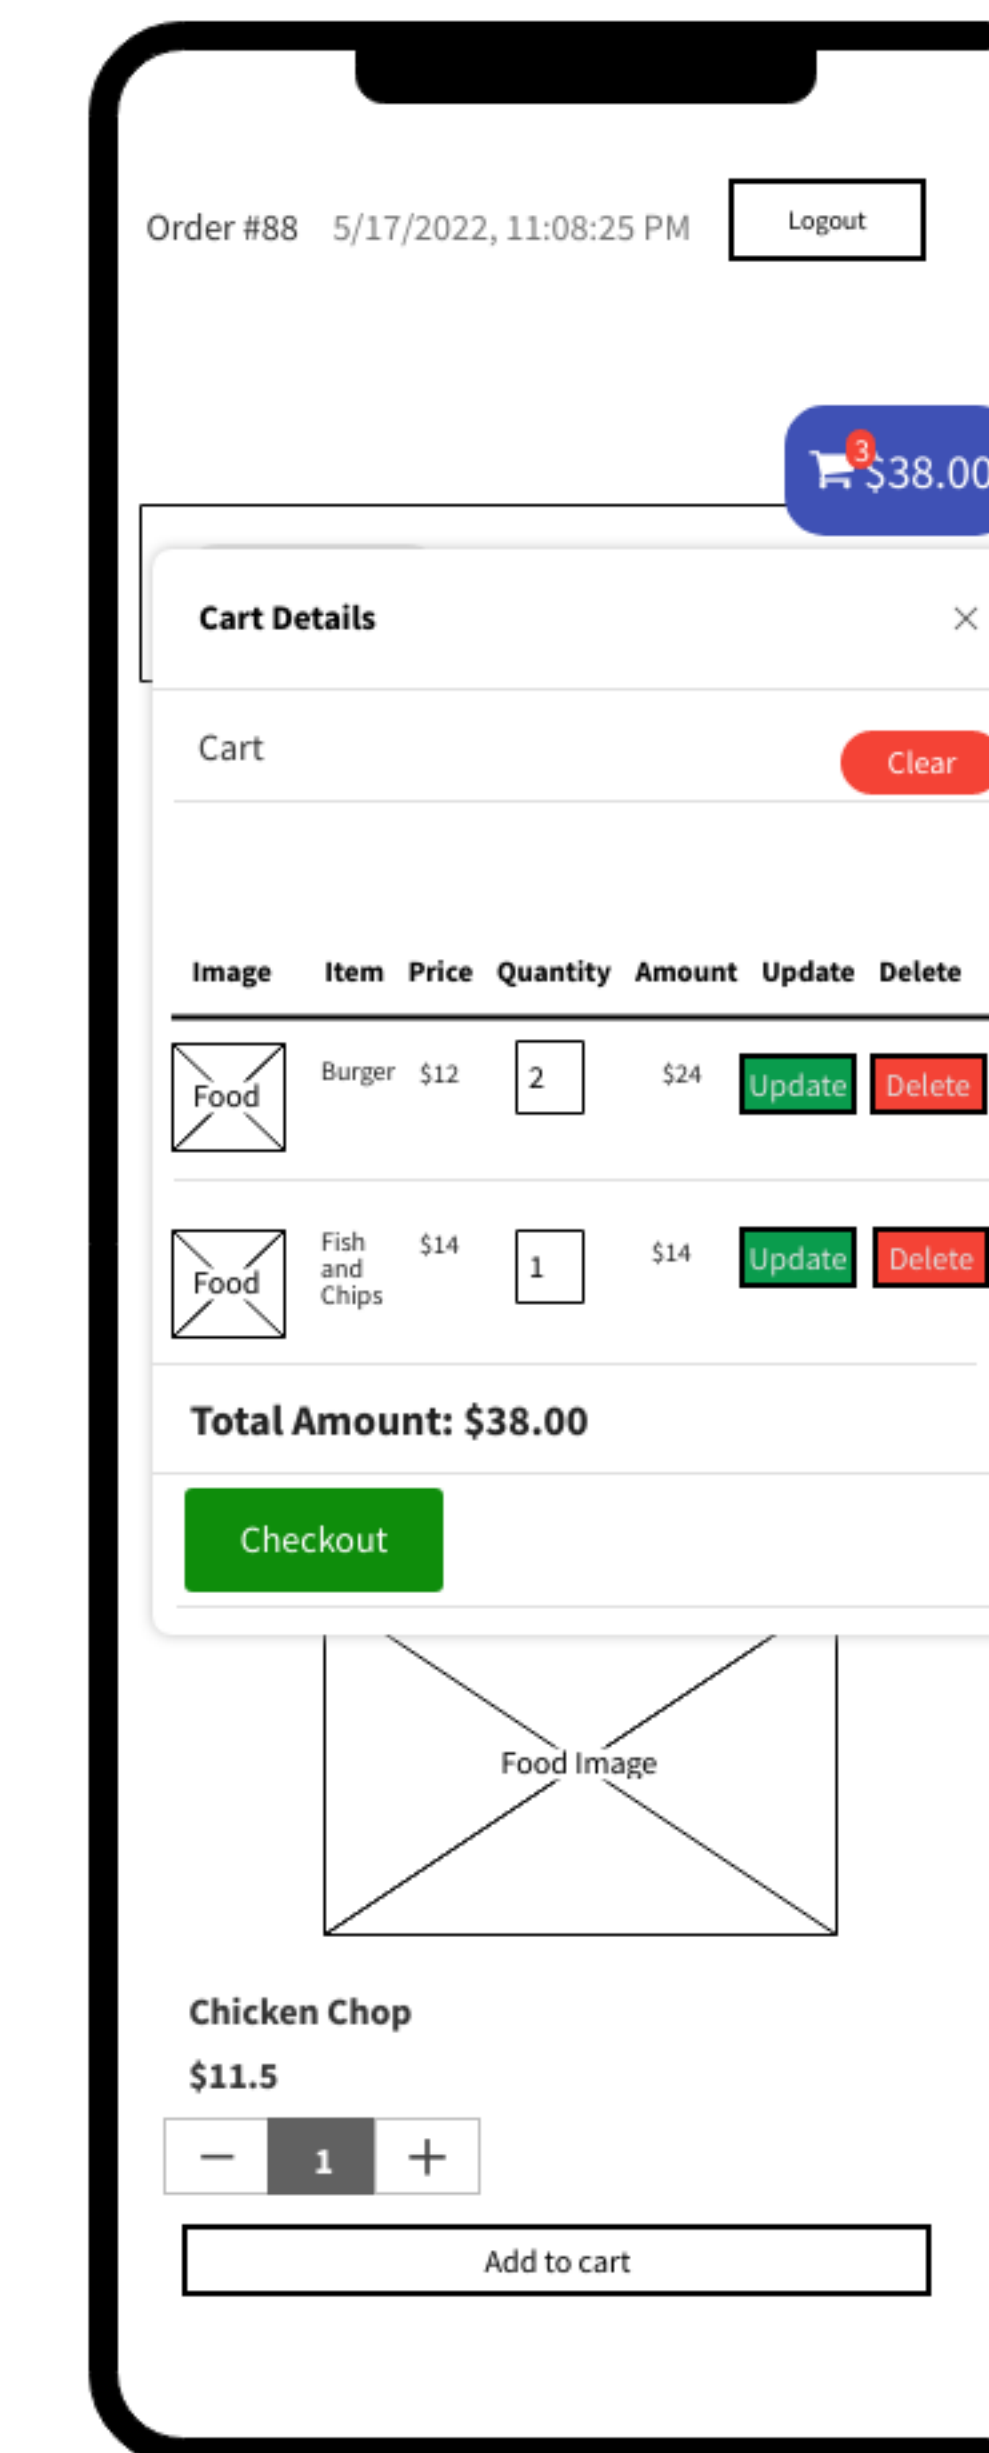 Order #88 5/17/2022, 11:08:25 PM Logout
3
$38.00
Cart Details ×
Cart Clear
Image Item Price Quantity Amount Update Delete
Food Burger $12 2 $24 Update Delete
Food Fish and Chips $14 1 $14 Update Delete
Total Amount: $38.00
Checkout
Food Image
Chicken Chop
$11.5
− 1 +
Add to cart